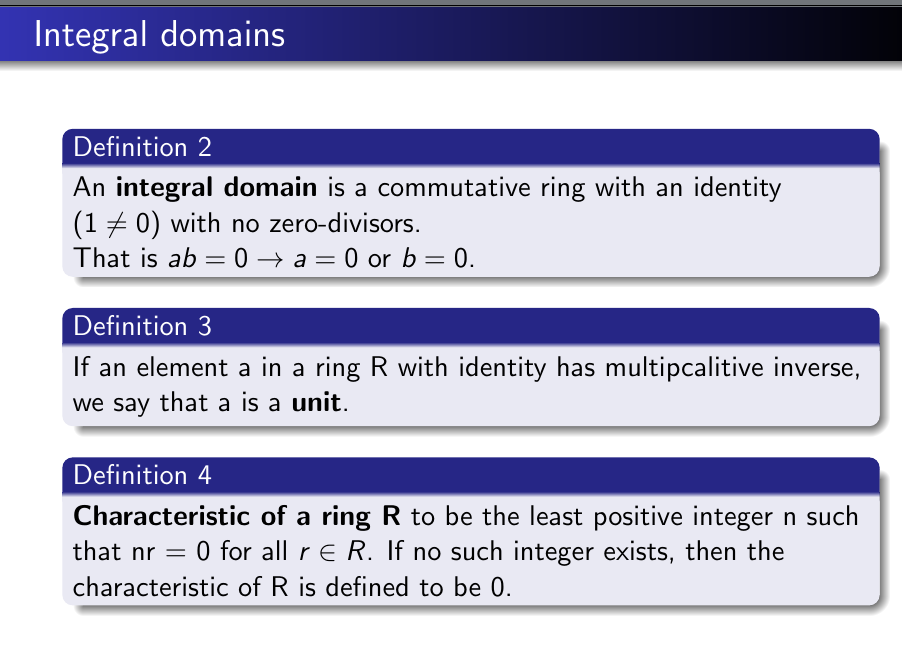 Integral domains
Definition 2
An integral domain is a commutative ring with an identity
(1 ≠ 0) with no zero-divisors.
That is ab = 0 → a = 0 or b = 0.
Definition 3
If an element a in a ring R with identity has multipcalitive inverse,
we say that a is a unit.
Definition 4
Characteristic of a ring R to be the least positive integer n such
that nr = 0 for all r ∈ R. If no such integer exists, then the
characteristic of R is defined to be 0.